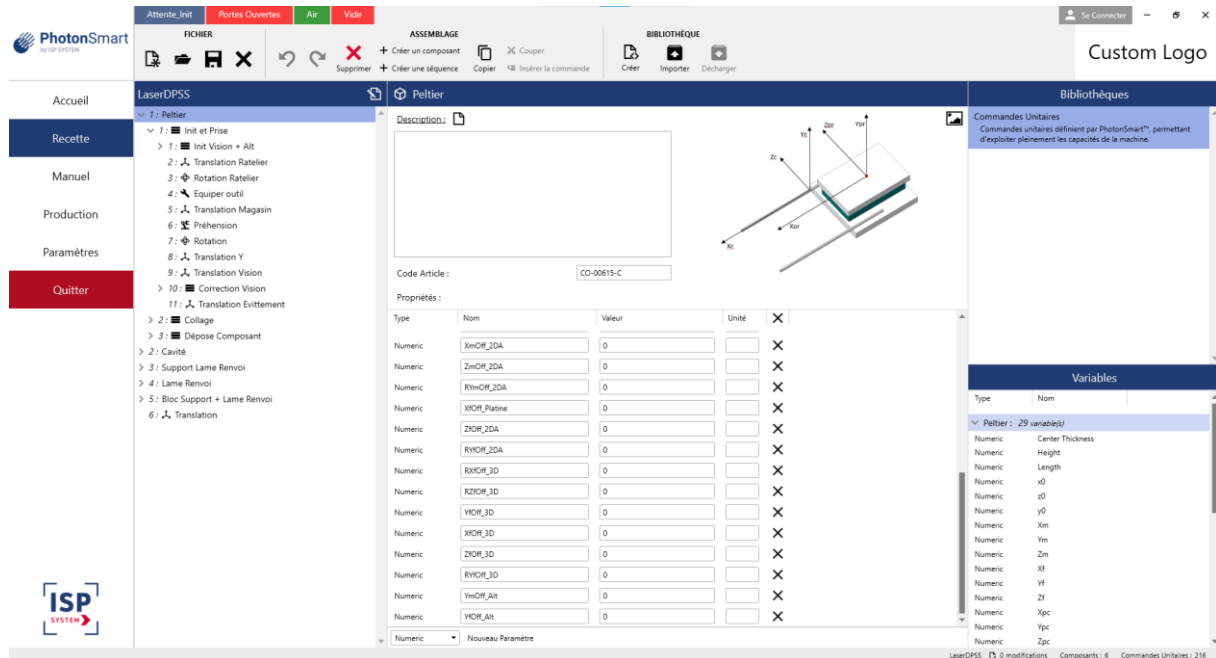 Attente_Init Portes Ouvertes Air Vide Se Connecter
PhotonSmart
by ISP SYSTEM
FICHIER ASSEMBLAGE BIBLIOTHÈQUE
Supprimer
+ Créer un composant
+ Créer une séquence
Copier
Couper
Insérer la commande
Créer Importer Décharger
Custom Logo
Accueil
Recette
Manuel
Production
Paramètres
Quitter
ISP
SYSTEM
LaserDPSS
1 : Peltier
1 : Init et Prise
1 : Init Vision + Alt
2 : Translation Ratelier
3 : Rotation Ratelier
4 : Equiper outil
5 : Translation Magasin
6 : Préhension
7 : Rotation
8 : Translation Y
9 : Translation Vision
10 : Correction Vision
11 : Translation Evittement
2 : Collage
3 : Dépose Composant
2 : Cavité
3 : Support Lame Renvoi
4 : Lame Renvoi
5 : Bloc Support + Lame Renvoi
6 : Translation
Peltier
Description :
Yc Zpr Ypr
Zc
Xpr
Xc
Code Article : CO-00615-C
Propriétés :
Type Nom Valeur Unité
Numeric XmOff_2DA 0
Numeric ZmOff_2DA 0
Numeric RYmOff_2DA 0
Numeric XfOff_Platine 0
Numeric ZfOff_2DA 0
Numeric RYfOff_2DA 0
Numeric RXfOff_3D 0
Numeric RZfOff_3D 0
Numeric YfOff_3D 0
Numeric XfOff_3D 0
Numeric ZfOff_3D 0
Numeric RYfOff_3D 0
Numeric YmOff_Alt 0
Numeric YfOff_Alt 0
Numeric Nouveau Paramètre
Bibliothèques
Commandes Unitaires
Commandes unitaires définient par PhotonSmart™, permettant
d'exploiter pleinement les capacités de la machine.
Variables
Type Nom
Peltier : 29 variable(s)
Numeric Center Thickness
Numeric Height
Numeric Length
Numeric x0
Numeric z0
Numeric y0
Numeric Xm
Numeric Ym
Numeric Zm
Numeric Xf
Numeric Yf
Numeric Zf
Numeric Xpc
Numeric Ypc
Numeric Zpc
LaserDPSS 0 modifications Composants : 6 Commandes Unitaires : 216